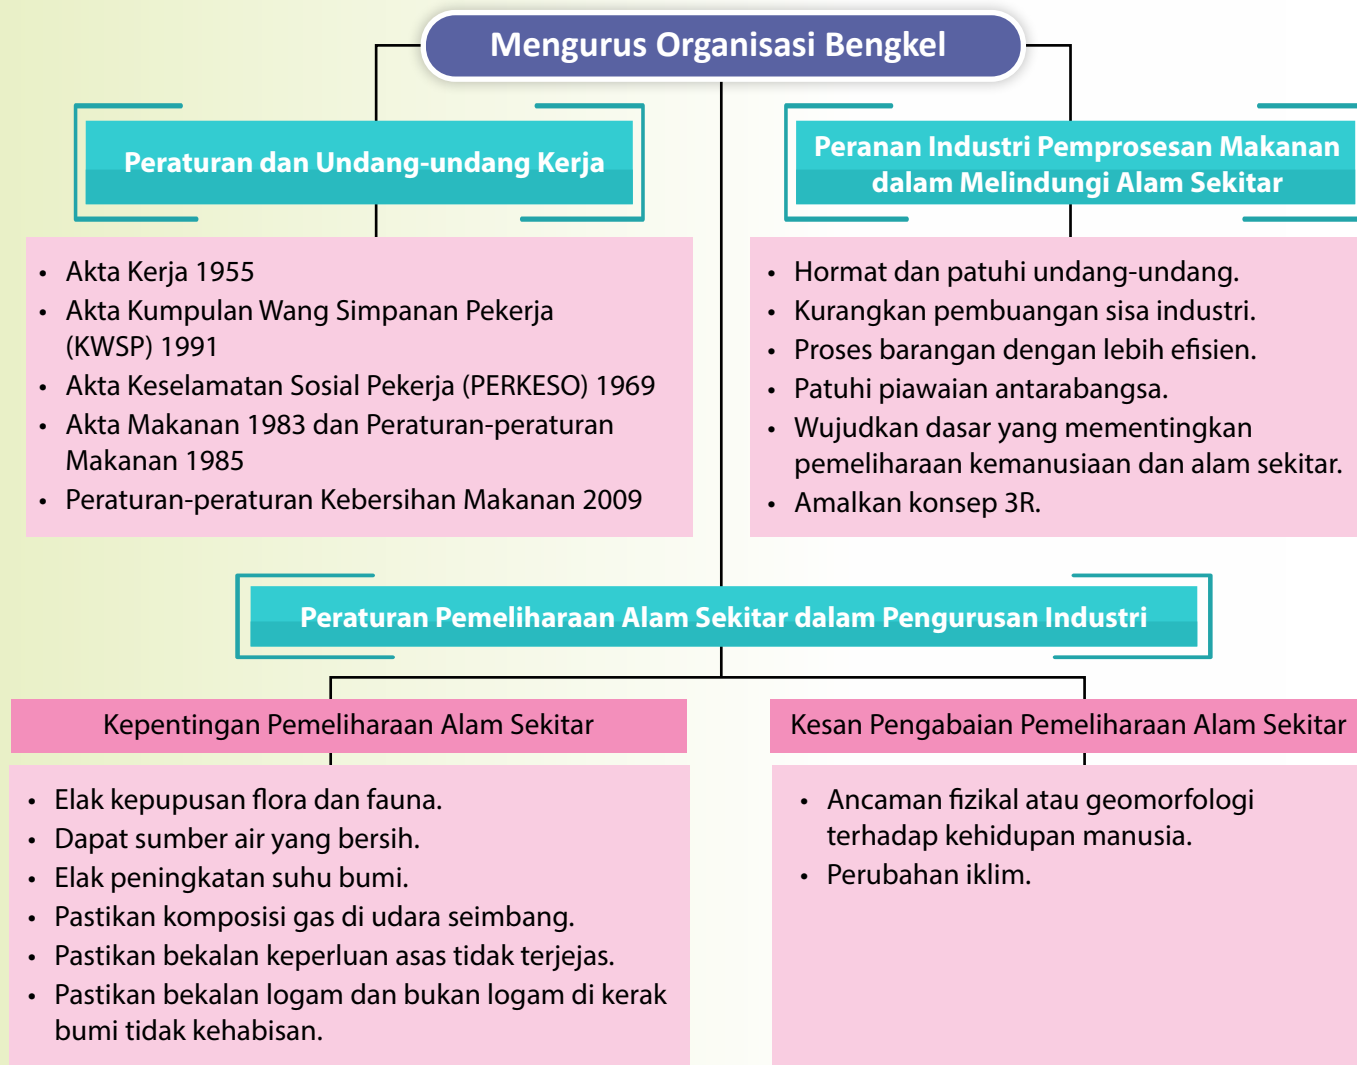 Mengurus Organisasi Bengkel
Peraturan dan Undang-undang Kerja
• Akta Kerja 1955
• Akta Kumpulan Wang Simpanan Pekerja
(KWSP) 1991
• Akta Keselamatan Sosial Pekerja (PERKESO) 1969
• Akta Makanan 1983 dan Peraturan-peraturan
Makanan 1985
• Peraturan-peraturan Kebersihan Makanan 2009
Peranan Industri Pemprosesan Makanan
dalam Melindungi Alam Sekitar
• Hormat dan patuhi undang-undang.
• Kurangkan pembuangan sisa industri.
• Proses barangan dengan lebih efisien.
• Patuhi piawaian antarabangsa.
• Wujudkan dasar yang mementingkan
pemeliharaan kemanusiaan dan alam sekitar.
• Amalkan konsep 3R.
Peraturan Pemeliharaan Alam Sekitar dalam Pengurusan Industri
Kepentingan Pemeliharaan Alam Sekitar
• Elak kepupusan flora dan fauna.
• Dapat sumber air yang bersih.
• Elak peningkatan suhu bumi.
• Pastikan komposisi gas di udara seimbang.
• Pastikan bekalan keperluan asas tidak terjejas.
• Pastikan bekalan logam dan bukan logam di kerak
bumi tidak kehabisan.
Kesan Pengabaian Pemeliharaan Alam Sekitar
• Ancaman fizikal atau geomorfologi
terhadap kehidupan manusia.
• Perubahan iklim.